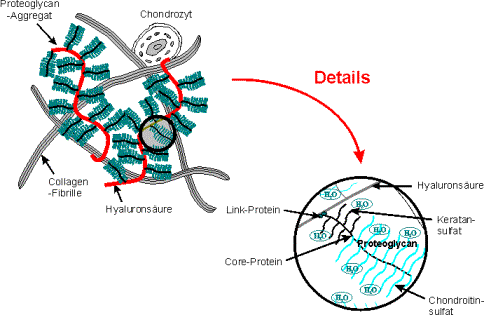 Proteoglycan
-Aggregat
Chondrozyt
Details
Collagen
-Fibrille
Hyaluronsäure
Hyaluronsäure
Link-Protein
Keratan-
sulfat
Proteoglycan
Core-Protein
Chondroitin-
sulfat
H₂O
H₂O
H₂O
H₂O
H₂O
H₂O
H₂O
H₂O
H₂O